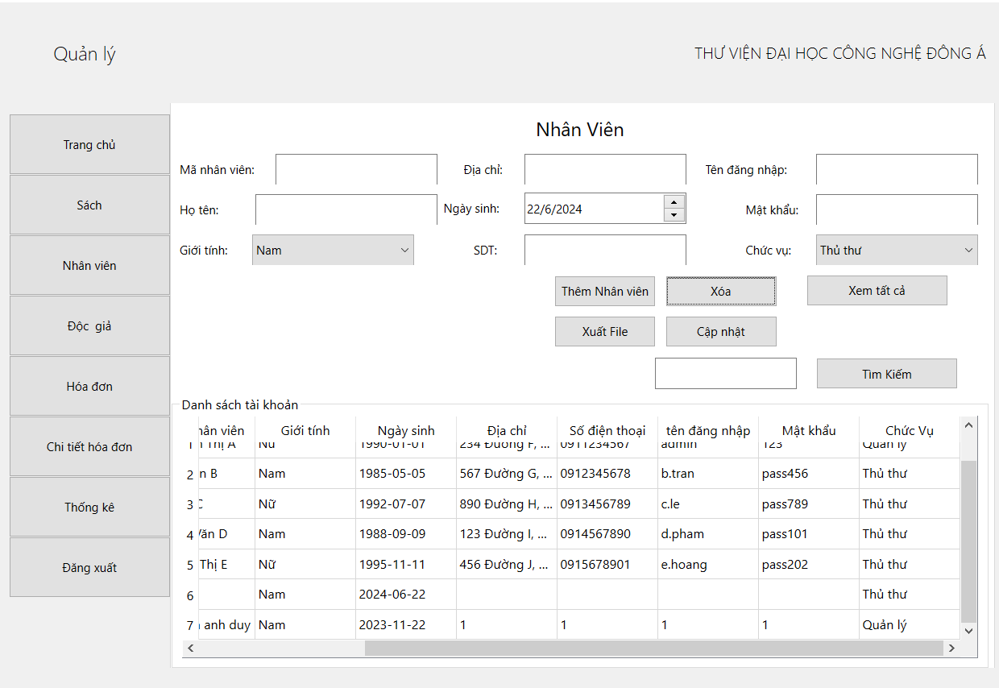 Quản lý
THƯ VIỆN ĐẠI HỌC CÔNG NGHỆ ĐÔNG Á
Trang chủ
Sách
Nhân viên
Độc giả
Hóa đơn
Chi tiết hóa đơn
Thống kê
Đăng xuất
Nhân Viên
Mã nhân viên: Địa chỉ: Tên đăng nhập:
Họ tên: Ngày sinh: 22/6/2024 Mật khẩu:
Giới tính: Nam SDT: Chức vụ: Thủ thư
Thêm Nhân viên Xóa Xem tất cả
Xuất File Cập nhật
Tìm Kiếm
Danh sách tài khoản
viên Giới tính Ngày sinh Địa chỉ Số điện thoại tên đăng nhập Mật khẩu Chức Vụ
1 Thị A Nữ 1990-01-01 234 Đường F, ... 0911234567 admin 123 Quản lý
2 n B Nam 1985-05-05 567 Đường G, ... 0912345678 b.tran pass456 Thủ thư
3 C Nữ 1992-07-07 890 Đường H, ... 0913456789 c.le pass789 Thủ thư
4 Văn D Nam 1988-09-09 123 Đường I, ... 0914567890 d.pham pass101 Thủ thư
5 Thị E Nữ 1995-11-11 456 Đường J, ... 0915678901 e.hoang pass202 Thủ thư
6 Nam 2024-06-22 Thủ thư
7 anh duy Nam 2023-11-22 1 1 1 1 Quản lý